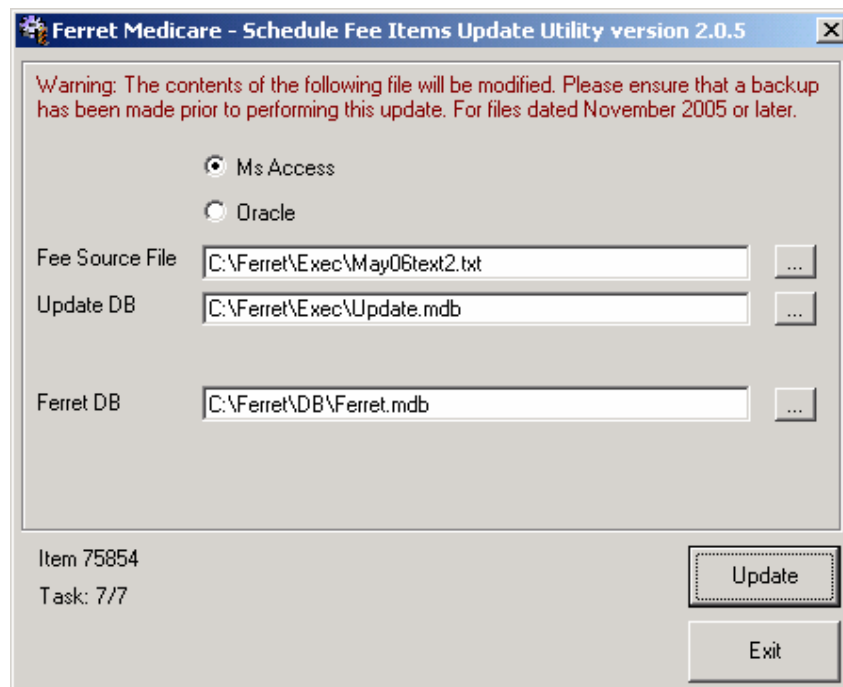 Ferret Medicare - Schedule Fee Items Update Utility version 2.0.5
Warning: The contents of the following file will be modified. Please ensure that a backup
has been made prior to performing this update. For files dated November 2005 or later.
Ms Access
Oracle
Fee Source File C:\Ferret\Exec\May06text2.txt ...
Update DB C:\Ferret\Exec\Update.mdb ...
Ferret DB C:\Ferret\DB\Ferret.mdb ...
Item 75854
Update
Task: 7/7
Exit